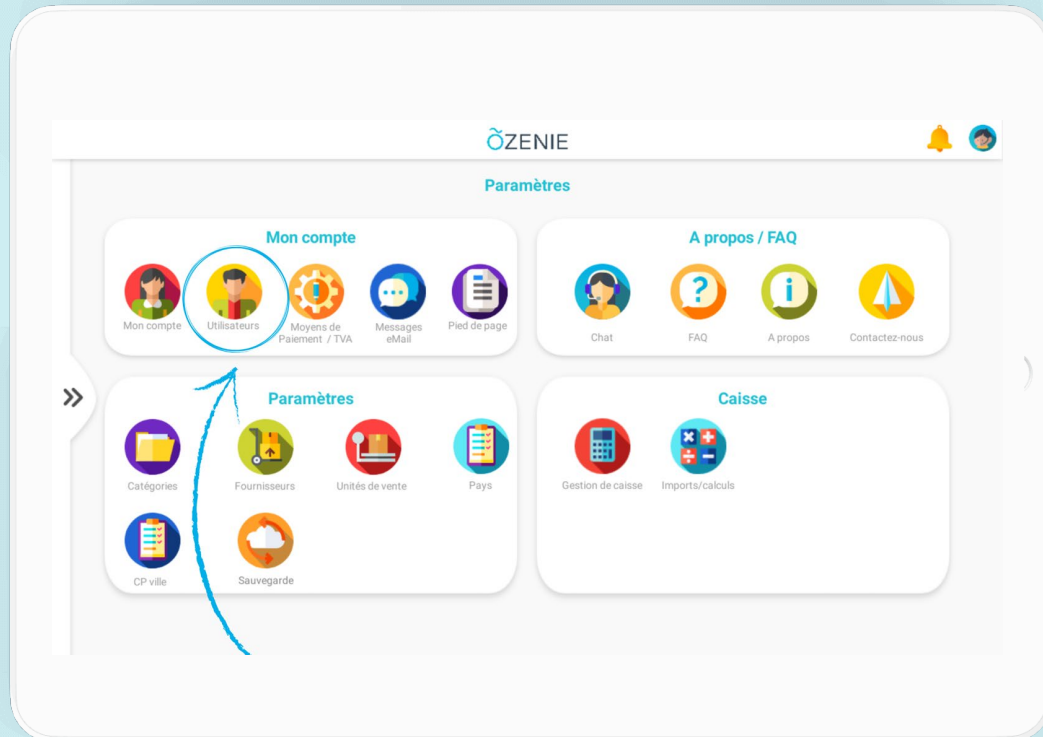 ÕZENIE
Paramètres
Mon compte
Mon compte
Utilisateurs
Moyens de
Paiement / TVA
Messages
eMail
Pied de page
A propos / FAQ
Chat
FAQ
A propos
Contactez-nous
Paramètres
Catégories
Fournisseurs
Unités de vente
Pays
CP ville
Sauvegarde
Caisse
Gestion de caisse
Imports/calculs